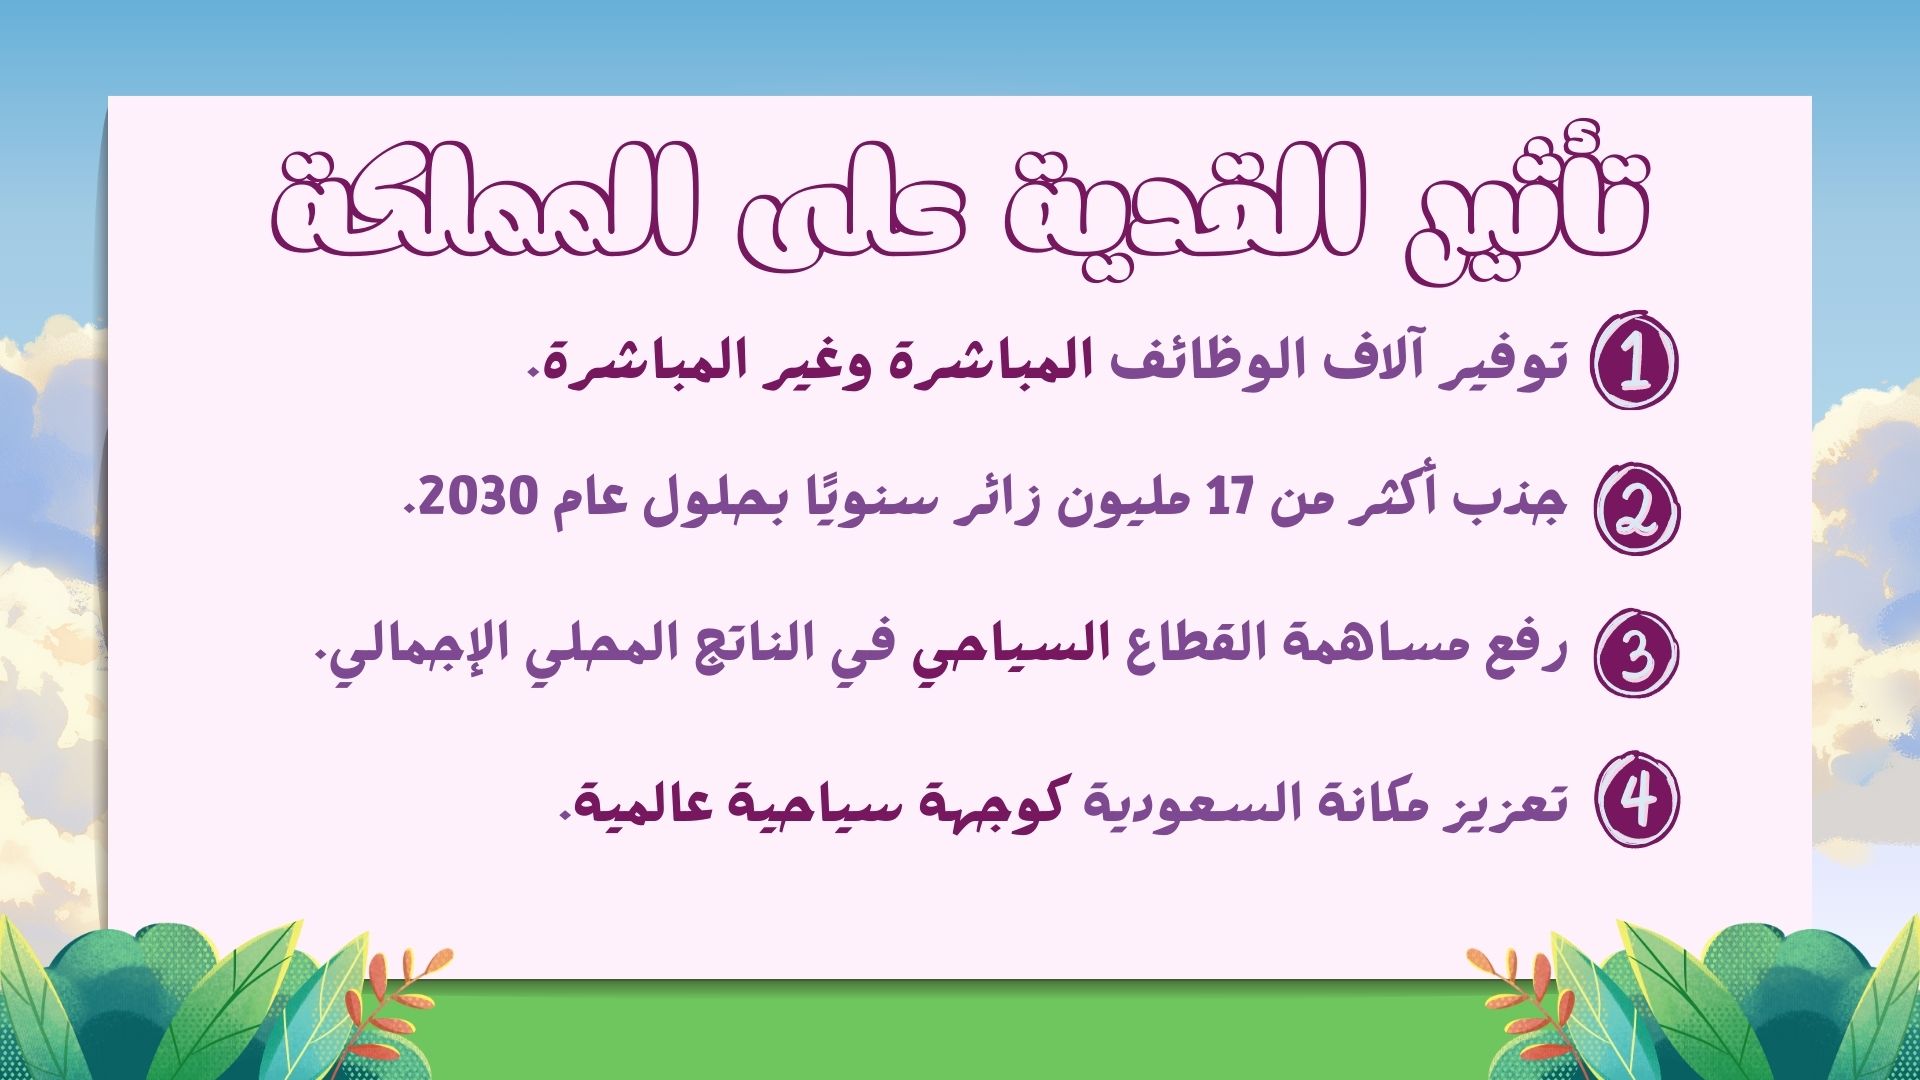 تأثير القدية على المملكة
1 توفير آلاف الوظائف المباشرة وغير المباشرة.
2 جذب أكثر من 17 مليون زائر سنويًا بحلول عام 2030.
3 رفع مساهمة القطاع السياحي في الناتج المحلي الإجمالي.
4 تعزيز مكانة السعودية كوجهة سياحية عالمية.